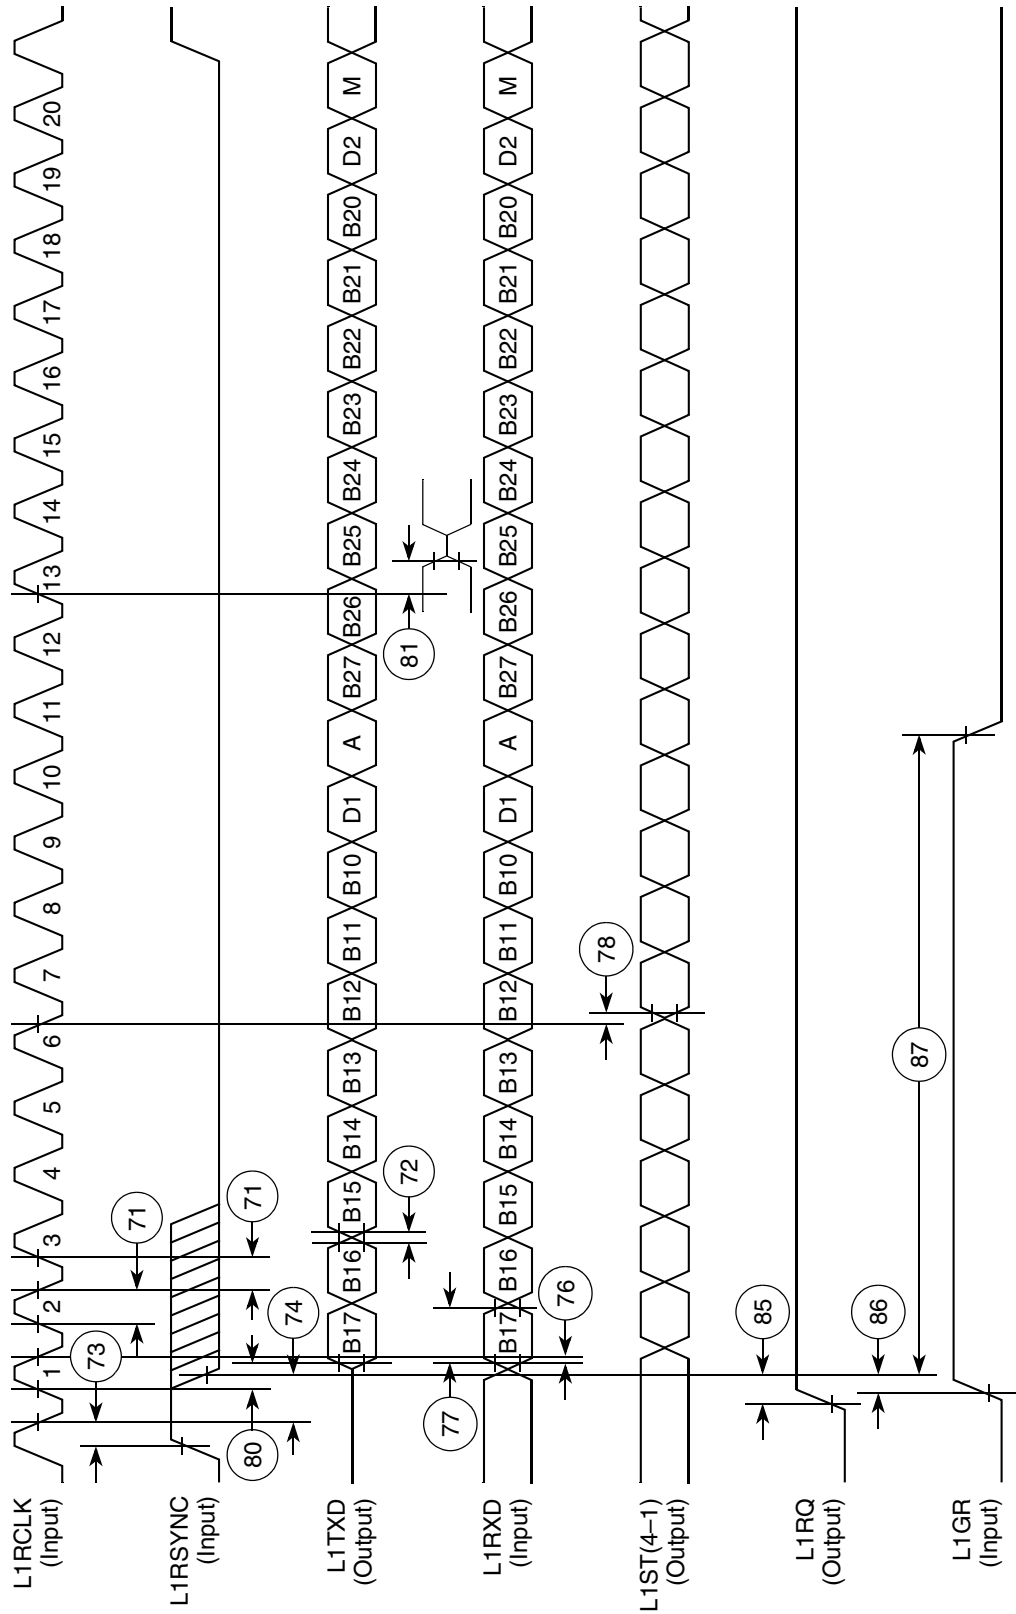 L1RCLK
(Input)
1 2 3 4 5 6 7 8 9 10 11 12 13 14 15 16 17 18 19 20
73
71
L1RSYNC
(Input)
80
74
71
L1TXD
(Output)
B17 B16 B15 B14 B13 B12 B11 B10 D1 A B27 B26 B25 B24 B23 B22 B21 B20 D2 M
72
81
77
L1RXD
(Input)
B17 B16 B15 B14 B13 B12 B11 B10 D1 A B27 B26 B25 B24 B23 B22 B21 B20 D2 M
76
78
L1ST(4–1)
(Output)
85
L1RQ
(Output)
86
87
L1GR
(Input)